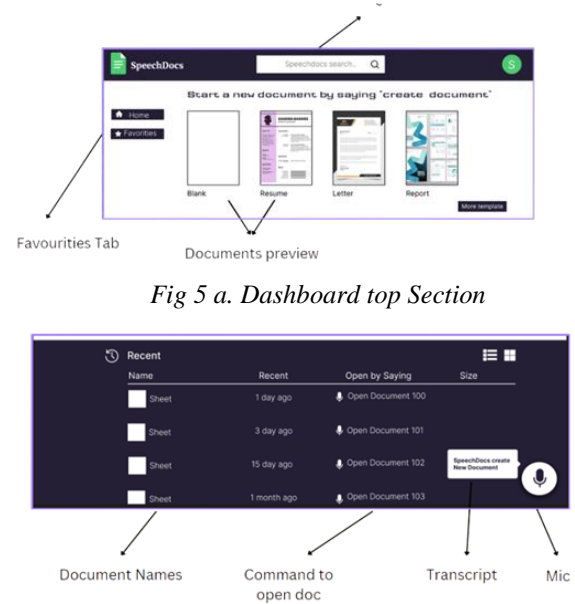 SpeechDocs
Speechdocs search..
S
Start a new document by saying "create document"
Home
Favorities
Blank
Resume
Letter
Report
More template
Favourities Tab
Documents preview
Fig 5 a. Dashboard top Section
Recent
Name Recent Open by Saying Size
Sheet 1 day ago Open Document 100
Sheet 3 day ago Open Document 101
Sheet 15 day ago Open Document 102
Sheet 1 month ago Open Document 103
SpeechDocs create
New Document
Document Names
Command to
open doc
Transcript
Mic